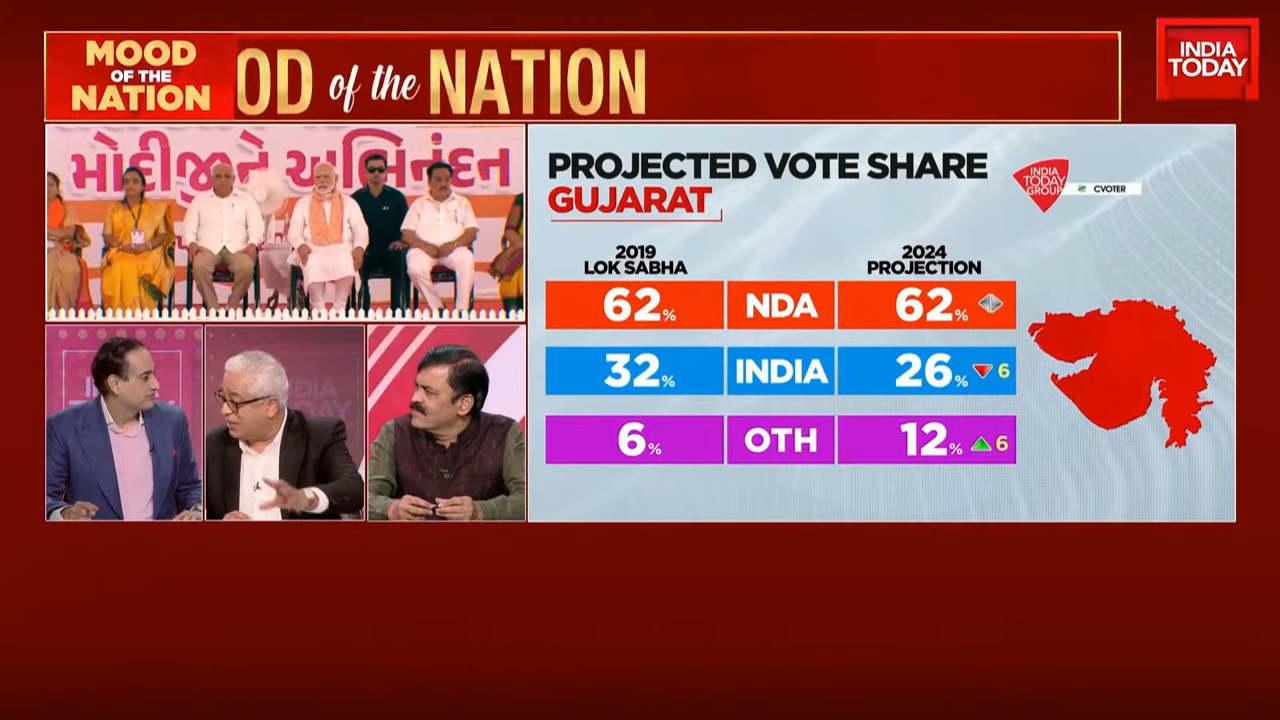 MOOD
OF THE
NATION
OD of the NATION
INDIA
TODAY
મોદીજીને અભિનંદન
PROJECTED VOTE SHARE
GUJARAT
INDIA
TODAY
GROUP
CVOTER
2019
LOK SABHA
2024
PROJECTION
62% NDA 62%
32% INDIA 26% 6
6% OTH 12% 6